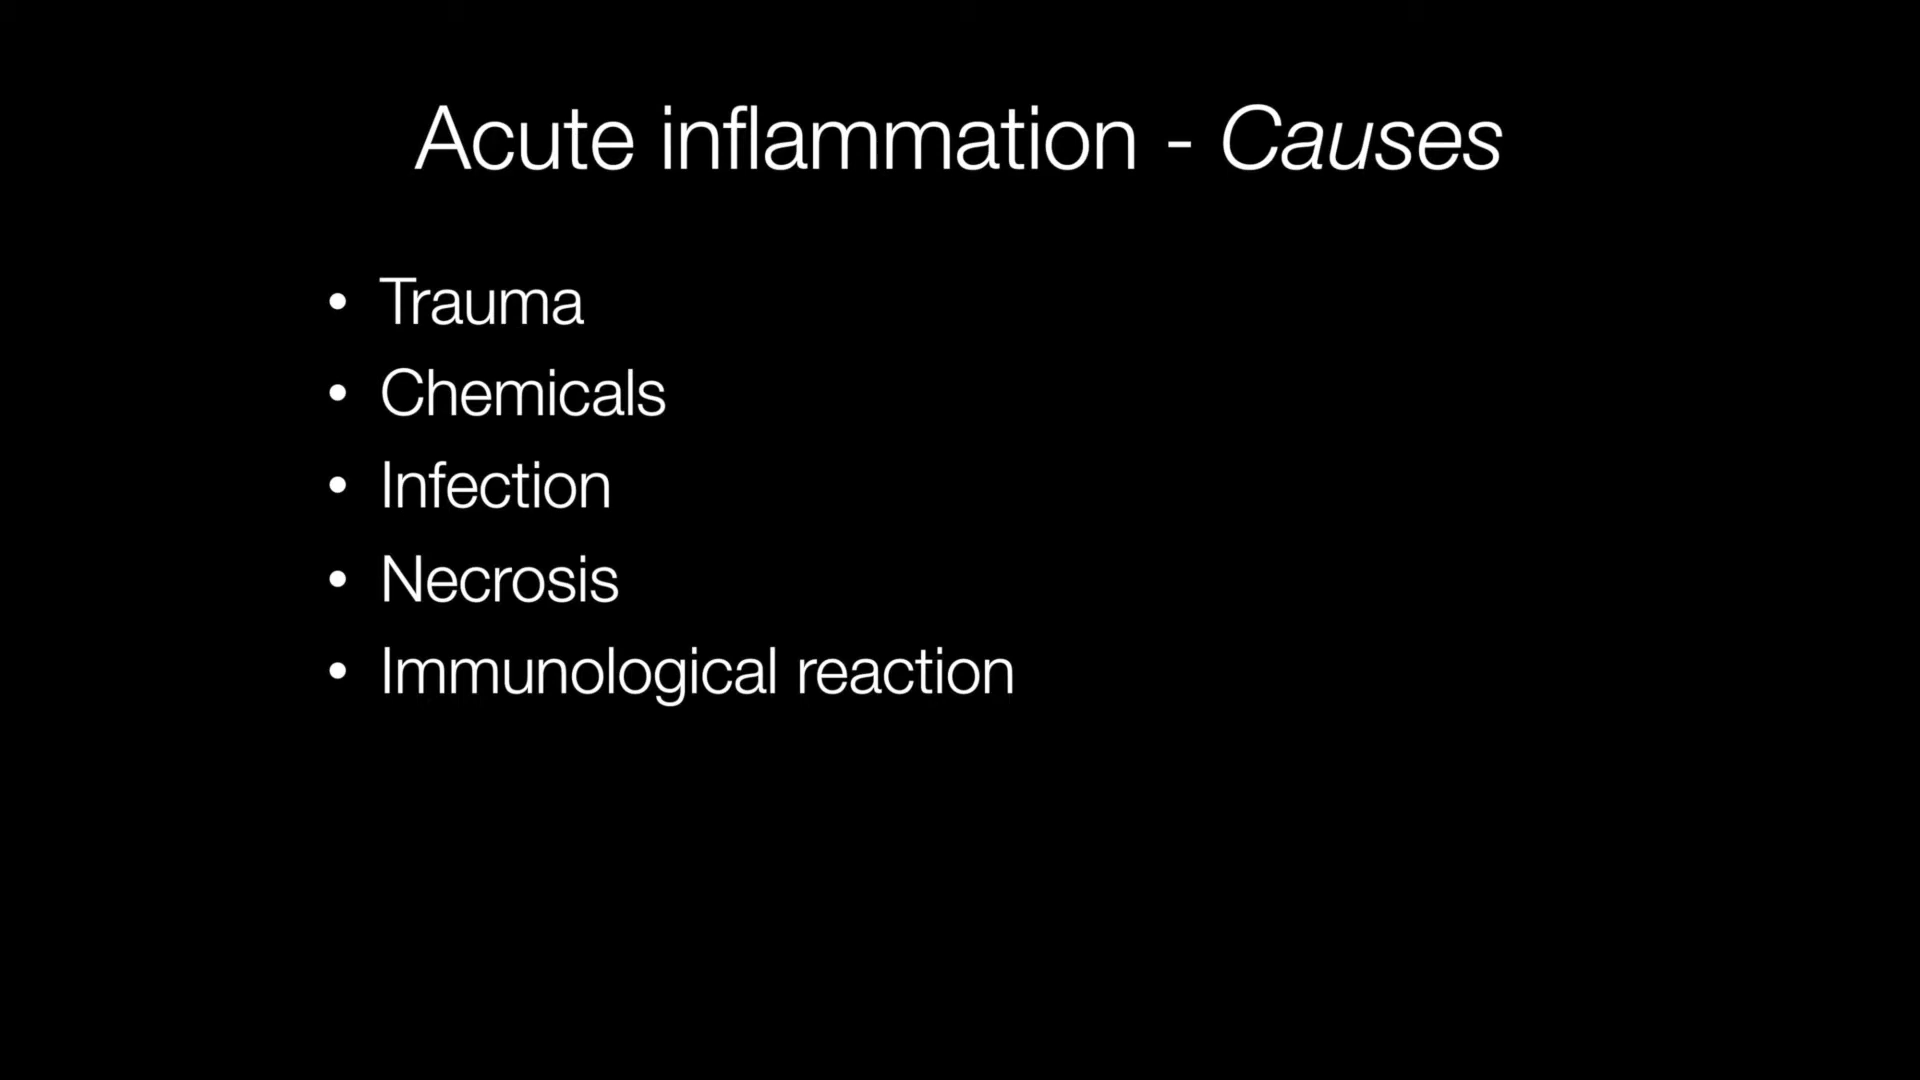 Acute inflammation - Causes
• Trauma
• Chemicals
• Infection
• Necrosis
• Immunological reaction